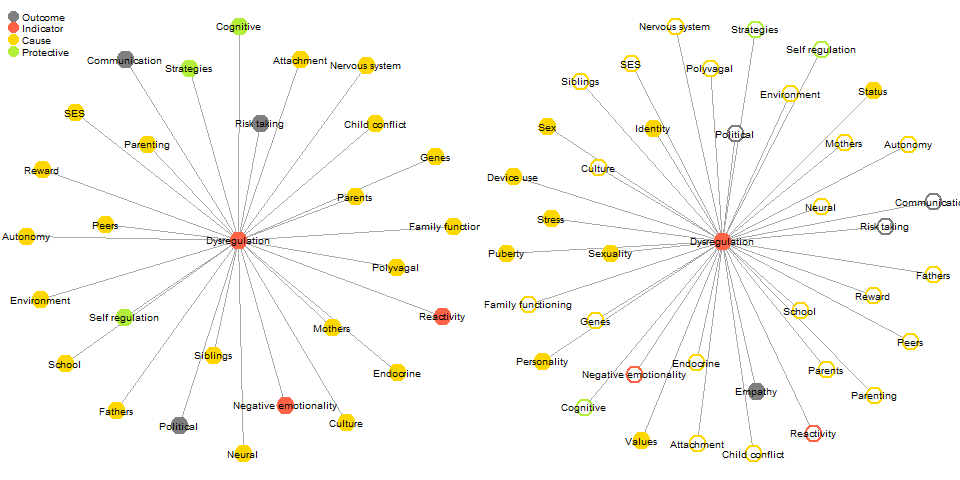 Outcome
Indicator
Cause
Protective
Cognitive
Communication
Strategies
Attachment
Nervous system
SES
Risk taking
Child conflict
Parenting
Genes
Reward
Parents
Peers
Family function
Autonomy
Dysregulation
Polyvagal
Environment
Self regulation
Reactivity
Mothers
Siblings
School
Endocrine
Negative emotionality
Fathers
Culture
Political
Neural
Nervous system
Strategies
Self regulation
SES
Polyvagal
Siblings
Environment
Status
Sex
Identity
Political
Mothers
Autonomy
Culture
Device use
Neural
Communicatio
Stress
Risk taking
Dysregulation
Puberty
Sexuality
Fathers
Family functioning
Reward
Genes
School
Peers
Personality
Endocrine
Negative emotionality
Parents
Empathy
Parenting
Cognitive
Reactivity
Values
Attachment
Child conflict